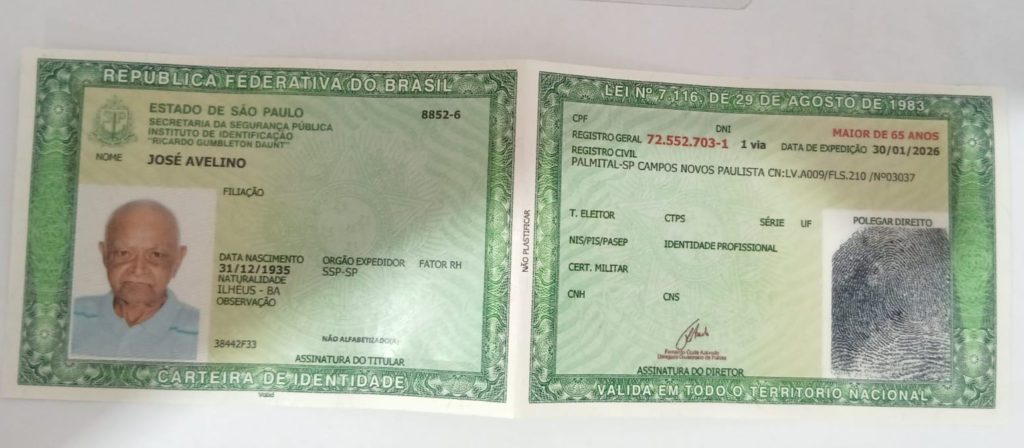 REPÚBLICA FEDERATIVA DO BRASIL
ESTADO DE SÃO PAULO
8852-6
SECRETARIA DA SEGURANÇA PÚBLICA
INSTITUTO DE IDENTIFICAÇÃO
"RICARDO GUMBLETON DAUNT"
NOME JOSÉ AVELINO
FILIAÇÃO
DATA NASCIMENTO ORGÃO EXPEDIDOR FATOR RH
31/12/1935 SSP-SP
NATURALIDADE
ILHEUS - BA
OBSERVAÇÃO
38442F33
NÃO ALFABETIZADO(A)
ASSINATURA DO TITULAR
CARTEIRA DE IDENTIDADE
NÃO PLASTIFICAR
LEI Nº 7.116, DE 29 DE AGOSTO DE 1983
CPF DNI MAIOR DE 65 ANOS
REGISTRO GERAL 72.552.703-1 1 via DATA DE EXPEDIÇÃO 30/01/2026
REGISTRO CIVIL
PALMITAL-SP CAMPOS NOVOS PAULISTA CN:LV.A009/FLS.210 /Nº03037
T. ELEITOR CTPS SÉRIE UF POLEGAR DIREITO
NIS/PIS/PASEP IDENTIDADE PROFISSIONAL
CERT. MILITAR
CNH CNS
ASSINATURA DO DIRETOR
VALIDA EM TODO O TERRITÓRIO NACIONAL